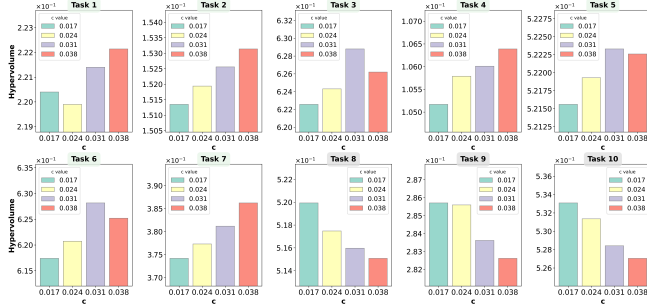 Task 1
×10⁻¹
Hypervolume
2.23
2.22
2.21
2.20
2.19
2.18
c value
0.017
0.024
0.031
0.038
0.017 0.024 0.031 0.038
c
Task 2
×10⁻¹
1.540
1.535
1.530
1.525
1.520
1.515
1.510
1.505
c value
0.017
0.024
0.031
0.038
0.017 0.024 0.031 0.038
c
Task 3
×10⁻¹
6.32
6.30
6.28
6.26
6.24
6.22
6.20
c value
0.017
0.024
0.031
0.038
0.017 0.024 0.031 0.038
c
Task 4
×10⁻¹
1.070
1.065
1.060
1.055
1.050
c value
0.017
0.024
0.031
0.038
0.017 0.024 0.031 0.038
c
Task 5
×10⁻¹
5.2275
5.2250
5.2225
5.2200
5.2175
5.2150
5.2125
c value
0.017
0.024
0.031
0.038
0.017 0.024 0.031 0.038
c
Task 6
×10⁻¹
Hypervolume
6.35
6.30
6.25
6.20
6.15
c value
0.017
0.024
0.031
0.038
0.017 0.024 0.031 0.038
c
Task 7
×10⁻¹
3.90
3.85
3.80
3.75
3.70
c value
0.017
0.024
0.031
0.038
0.017 0.024 0.031 0.038
c
Task 8
×10⁻¹
5.22
5.20
5.18
5.16
5.14
c value
0.017
0.024
0.031
0.038
0.017 0.024 0.031 0.038
c
Task 9
×10⁻¹
2.87
2.86
2.85
2.84
2.83
2.82
2.81
c value
0.017
0.024
0.031
0.038
0.017 0.024 0.031 0.038
c
Task 10
×10⁻¹
5.36
5.34
5.32
5.30
5.28
5.26
c value
0.017
0.024
0.031
0.038
0.017 0.024 0.031 0.038
c